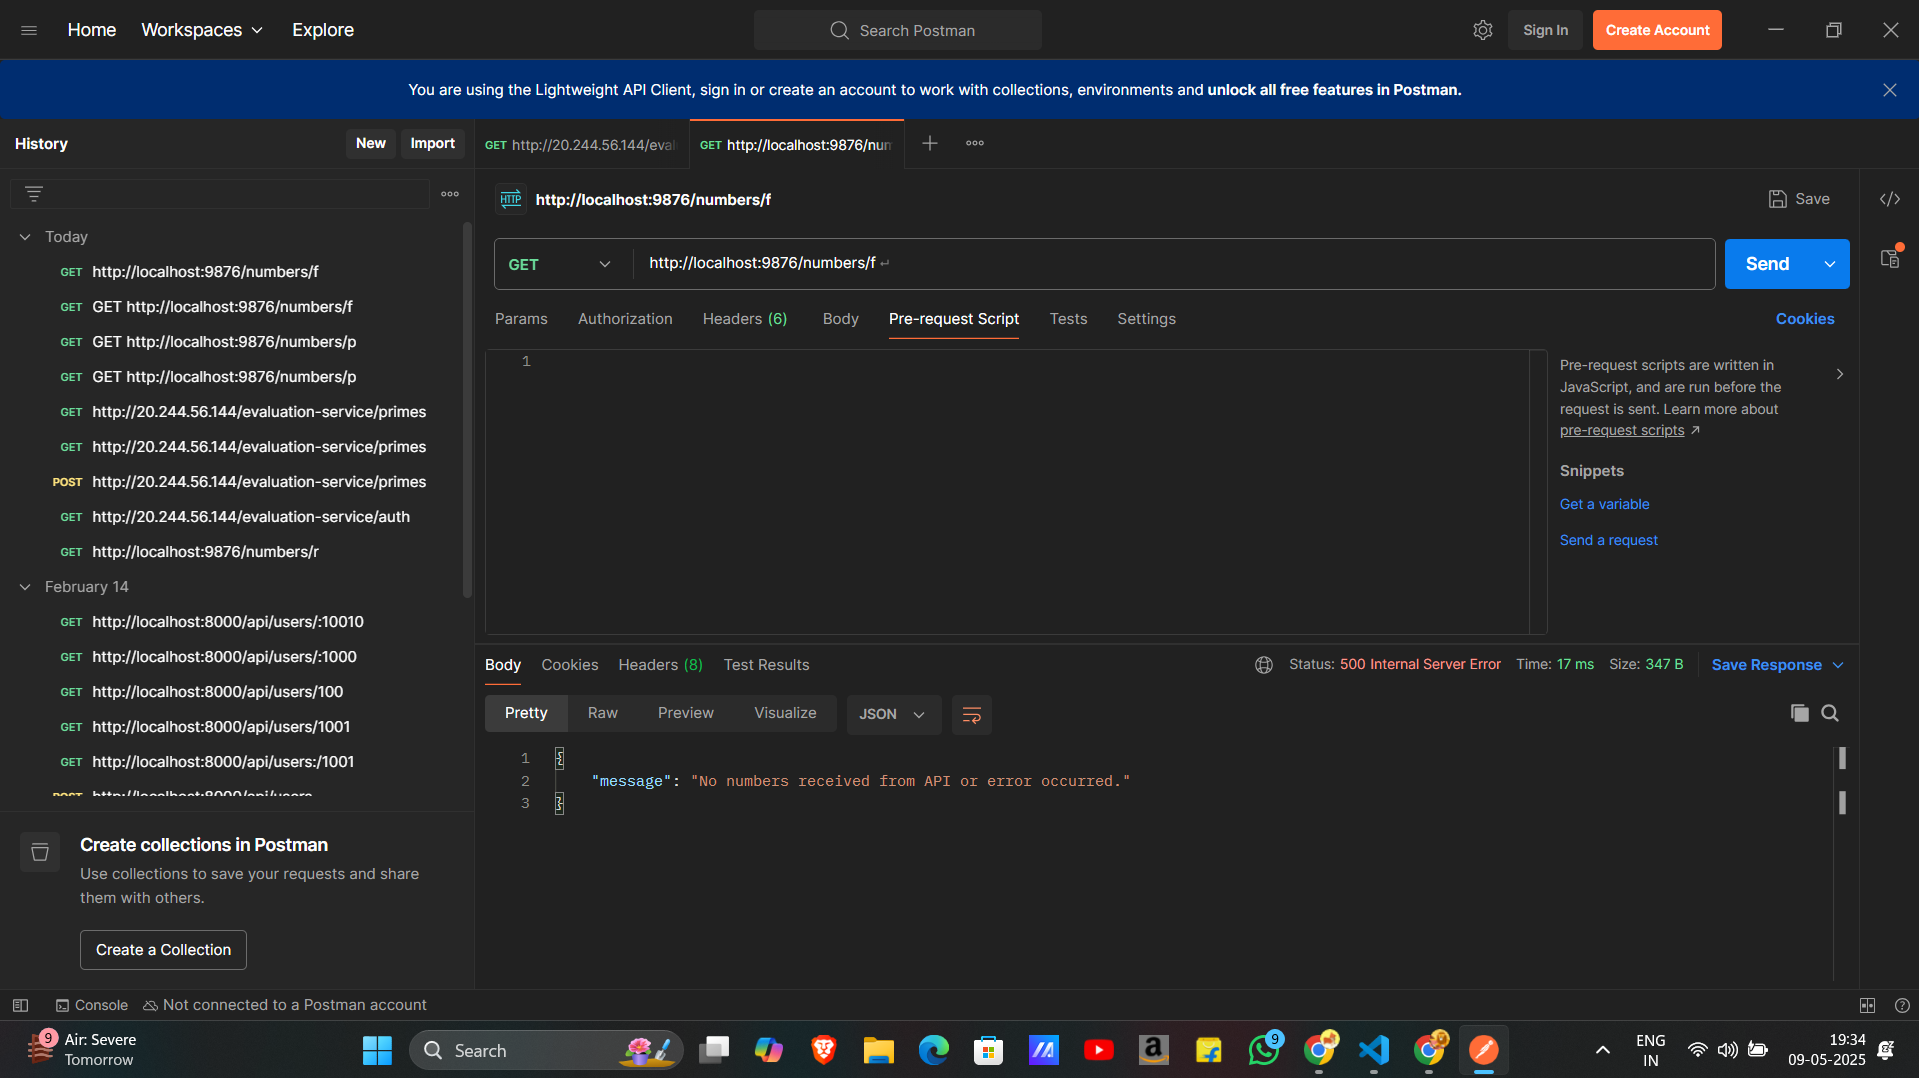 Home
Workspaces
Explore
Search Postman
Sign In
Create Account
You are using the Lightweight API Client, sign in or create an account to work with collections, environments and unlock all free features in Postman.
History
New
Import
GET http://20.244.56.144/eval
GET http://localhost:9876/num
Today
GET http://localhost:9876/numbers/f
GET GET http://localhost:9876/numbers/f
GET GET http://localhost:9876/numbers/p
GET GET http://localhost:9876/numbers/p
GET http://20.244.56.144/evaluation-service/primes
GET http://20.244.56.144/evaluation-service/primes
POST http://20.244.56.144/evaluation-service/primes
GET http://20.244.56.144/evaluation-service/auth
GET http://localhost:9876/numbers/r
February 14
GET http://localhost:8000/api/users/:10010
GET http://localhost:8000/api/users/:1000
GET http://localhost:8000/api/users/100
GET http://localhost:8000/api/users/1001
GET http://localhost:8000/api/users:/1001
POST http://localhost:8000/api/users
Create collections in Postman
Use collections to save your requests and share
them with others.
Create a Collection
HTTP
http://localhost:9876/numbers/f
Save
GET
http://localhost:9876/numbers/f
Send
Params
Authorization
Headers (6)
Body
Pre-request Script
Tests
Settings
Cookies
1
Pre-request scripts are written in
JavaScript, and are run before the
request is sent. Learn more about
pre-request scripts
Snippets
Get a variable
Send a request
Body
Cookies
Headers (8)
Test Results
Status: 500 Internal Server Error
Time: 17 ms
Size: 347 B
Save Response
Pretty
Raw
Preview
Visualize
JSON
1 {
2 "message": "No numbers received from API or error occurred."
3 }
Console
Not connected to a Postman account
9
Air: Severe
Tomorrow
Search
9
ENG
IN
19:34
09-05-2025